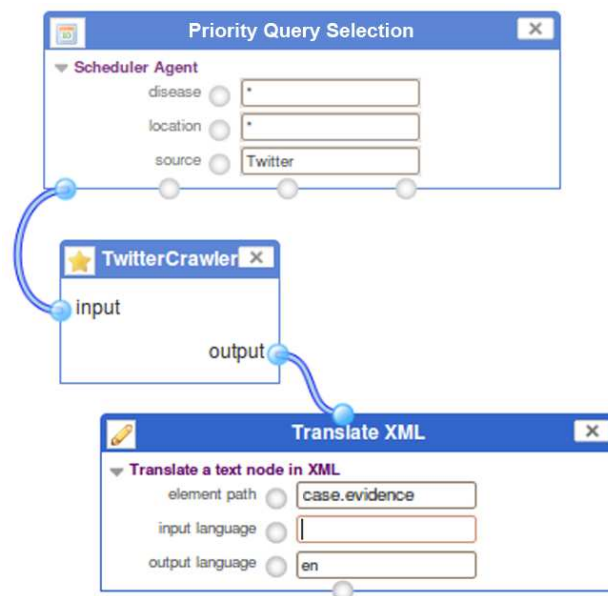 Priority Query Selection
Scheduler Agent
disease *
location *
source Twitter
TwitterCrawler
input
output
Translate XML
Translate a text node in XML
element path case.evidence
input language
output language en